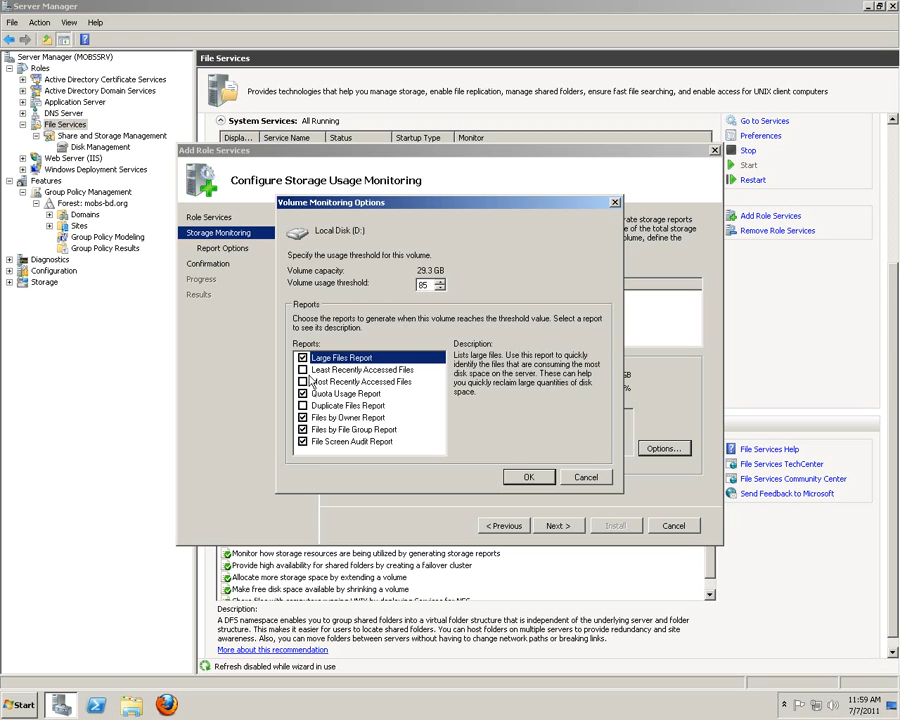 Server Manager
File Action View Help
Server Manager (MOBSSRV)
Roles
Active Directory Certificate Services
Active Directory Domain Services
Application Server
DNS Server
File Services
Share and Storage Management
Disk Management
Web Server (IIS)
Windows Deployment Services
Features
Group Policy Management
Forest: mobs-bd.org
Domains
Sites
Group Policy Modeling
Group Policy Results
Diagnostics
Configuration
Storage
File Services
Provides technologies that help you manage storage, enable file replication, manage shared folders, ensure fast file searching, and enable access for UNIX client computers
System Services: All Running
Displa... Service Name Status Startup Type Monitor
Go to Services
Preferences
Stop
Start
Restart
Add Role Services
Remove Role Services
Add Role Services
Configure Storage Usage Monitoring
Role Services
Storage Monitoring
Report Options
Confirmation
Progress
Results
rate storage reports
of the total storage
olume, define the
GB
%
Options...
Volume Monitoring Options
Local Disk (D:)
Specify the usage threshold for this volume.
Volume capacity: 29.3 GB
Volume usage threshold: 85
Reports
Choose the reports to generate when this volume reaches the threshold value. Select a report
to see its description.
Reports:
Large Files Report
Least Recently Accessed Files
Most Recently Accessed Files
Quota Usage Report
Duplicate Files Report
Files by Owner Report
Files by File Group Report
File Screen Audit Report
Description:
Lists large files. Use this report to quickly
identify files that are consuming the most
disk space on the server. These can help
you quickly reclaim large quantities of disk
space.
OK Cancel
< Previous Next > Install Cancel
File Services Help
File Services TechCenter
File Services Community Center
Send Feedback to Microsoft
Monitor how storage resources are being utilized by generating storage reports
Provide high availability for shared folders by creating a failover cluster
Allocate more storage space by extending a volume
Make free disk space available by shrinking a volume
Share files with computers running UNIX by deploying Services for NFS
Description:
A DFS namespace enables you to group shared folders into a virtual folder structure that is independent of the underlying server and folder
structure. This makes it easier for users to locate shared folders. You can host folders on multiple servers to provide redundancy and site
awareness. Also, you can move folders between servers without having to change network paths or breaking links.
More about this recommendation
Refresh disabled while wizard in use
Start
11:59 AM
7/7/2011